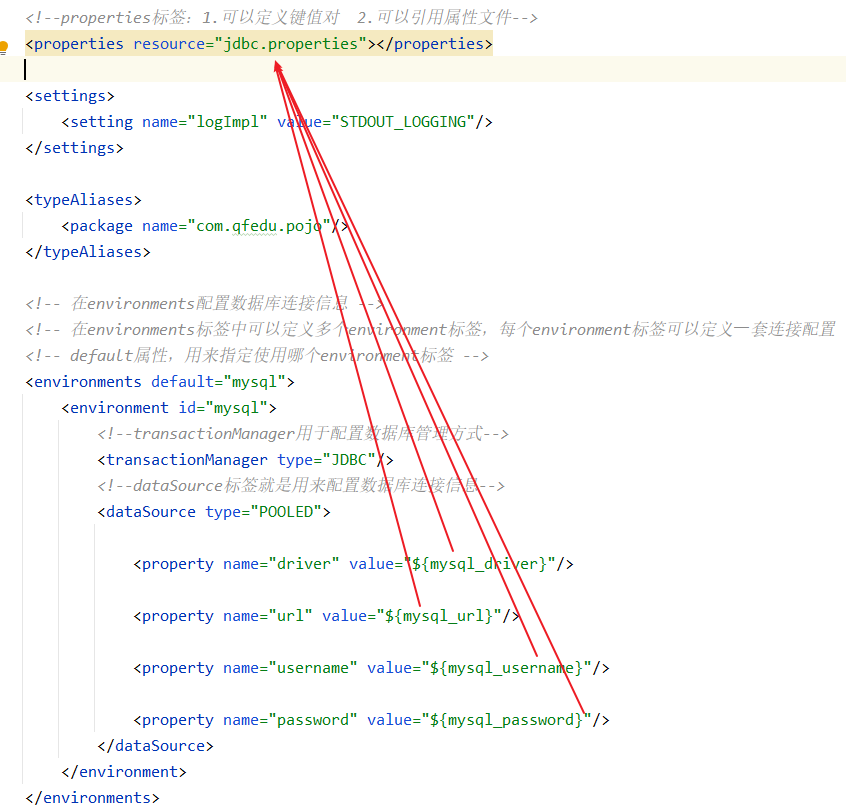 <!--properties标签：1.可以定义键值对  2.可以引用属性文件-->
<properties resource="jdbc.properties"></properties>
<settings>
<setting name="logImpl" value="STDOUT_LOGGING"/>
</settings>
<typeAliases>
<package name="com.qfedu.pojo"/>
</typeAliases>
<!-- 在environments配置数据库连接信息 -->
<!-- 在environments标签中可以定义多个environment标签，每个environment标签可以定义一套连接配置
<!-- default属性，用来指定使用哪个environment标签 -->
<environments default="mysql">
<environment id="mysql">
<!--transactionManager用于配置数据库管理方式-->
<transactionManager type="JDBC"/>
<!--dataSource标签就是用来配置数据库连接信息-->
<dataSource type="POOLED">
<property name="driver" value="${mysql_driver}"/>
<property name="url" value="${mysql_url}"/>
<property name="username" value="${mysql_username}"/>
<property name="password" value="${mysql_password}"/>
</dataSource>
</environment>
</environments>